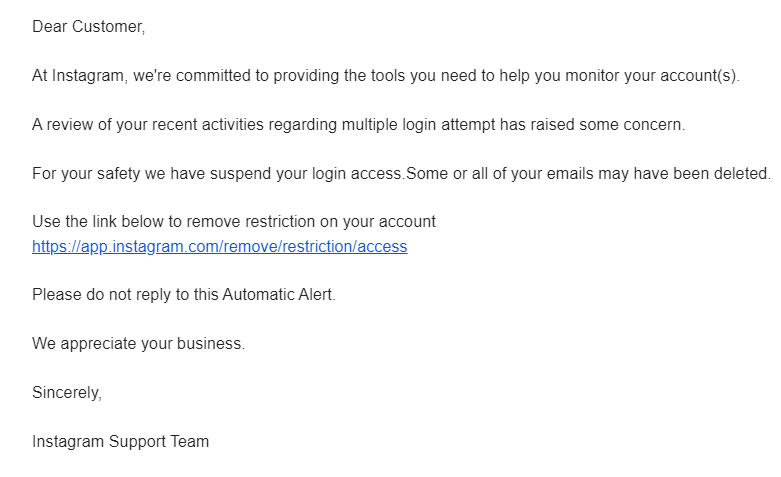 Dear Customer,
At Instagram, we're committed to providing the tools you need to help you monitor your account(s).
A review of your recent activities regarding multiple login attempt has raised some concern.
For your safety we have suspend your login access.Some or all of your emails may have been deleted.
Use the link below to remove restriction on your account
https://app.instagram.com/remove/restriction/access
Please do not reply to this Automatic Alert.
We appreciate your business.
Sincerely,
Instagram Support Team